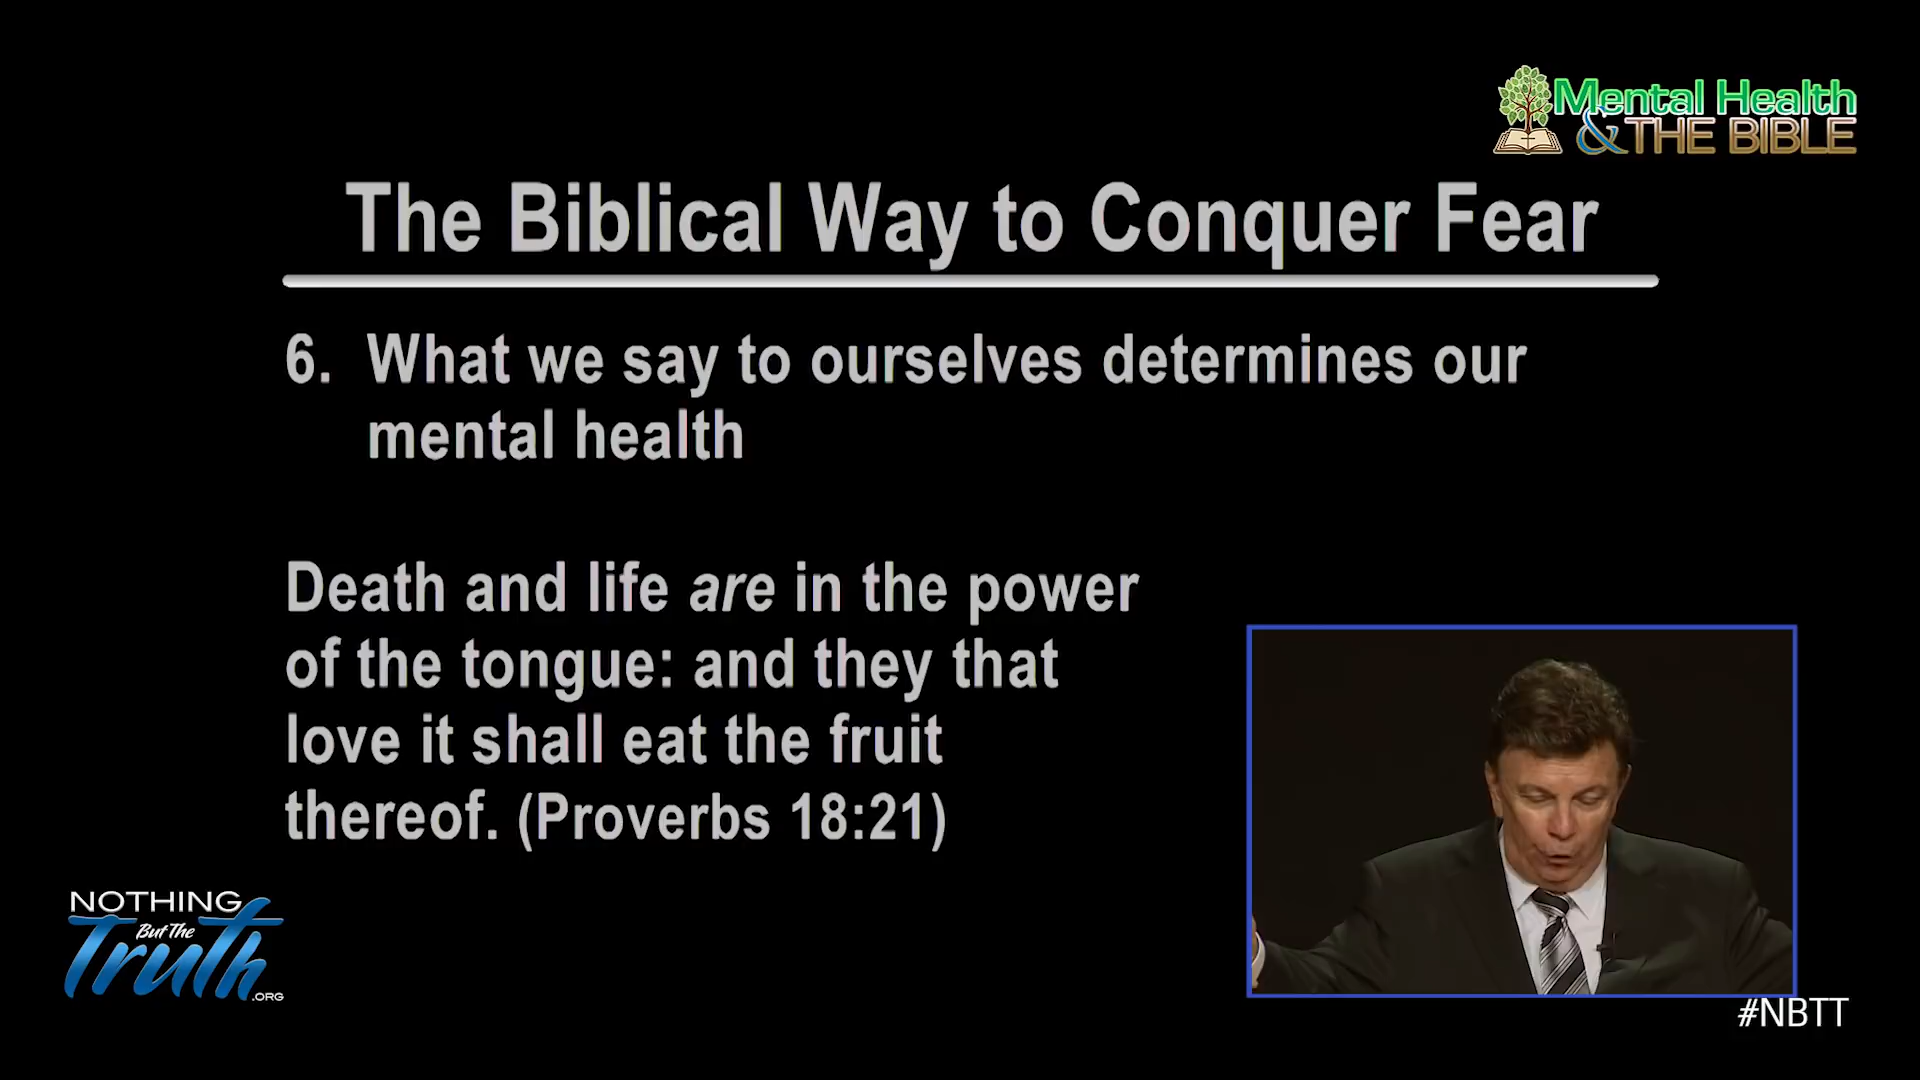 Mental Health
& THE BIBLE
The Biblical Way to Conquer Fear
6. What we say to ourselves determines our
mental health
Death and life are in the power
of the tongue: and they that
love it shall eat the fruit
thereof. (Proverbs 18:21)
NOTHING
But The
Truth
.ORG
#NBTT